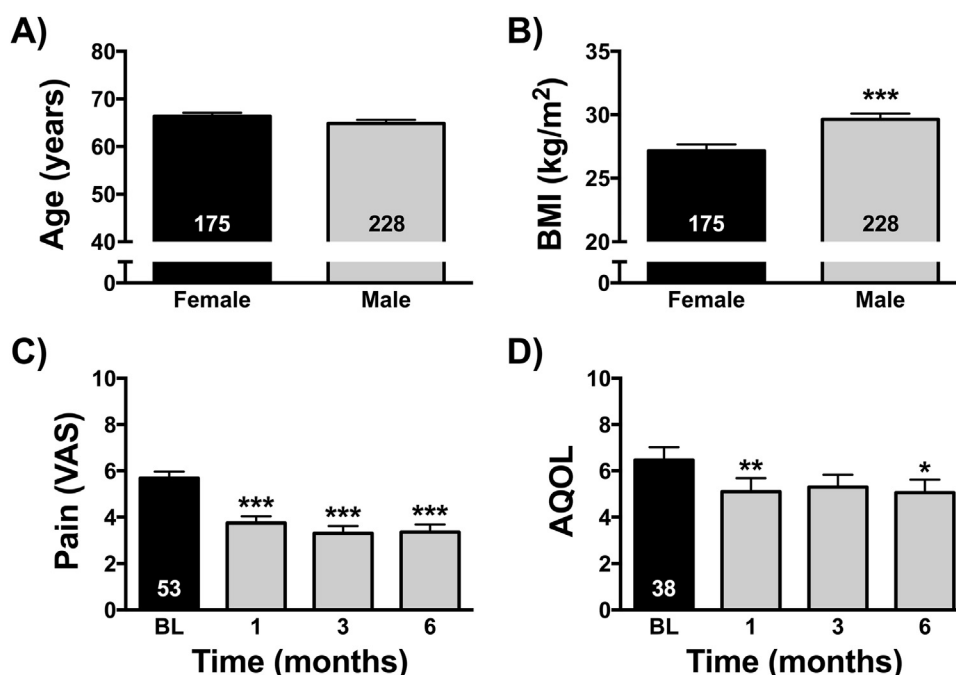 A)
Age (years)
80
70
60
50
40
0
175
228
Female
Male
B)
BMI (kg/m²)
35
30
25
20
0
***
175
228
Female
Male
C)
Pain (VAS)
10
8
6
4
2
0
***
***
***
53
BL
1
3
6
Time (months)
D)
AQOL
10
8
6
4
2
0
**
*
38
BL
1
3
6
Time (months)